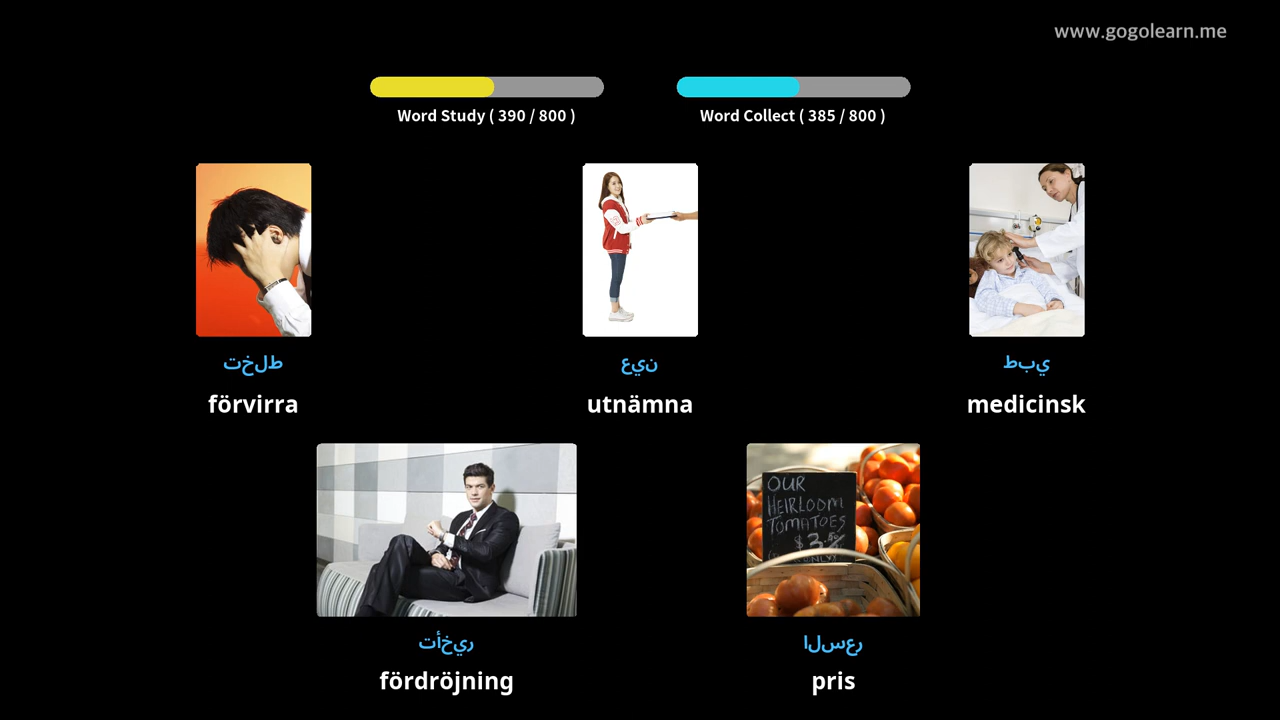 www.gogolearn.me
Word Study ( 390 / 800 )
Word Collect ( 385 / 800 )
تخلط
عين
طبي
förvirra
utnämna
medicinsk
OUR
HEIRLOOM
TOMATOES
تأخير
السعر
fördröjning
pris